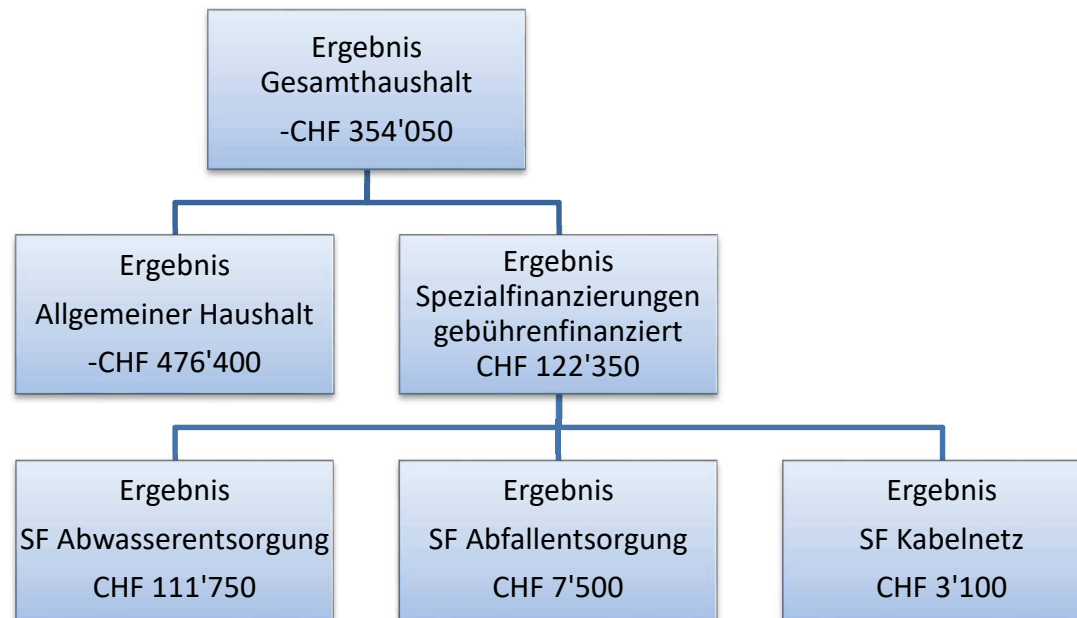 Ergebnis
Gesamthaushalt
-CHF 354'050
Ergebnis
Allgemeiner Haushalt
-CHF 476'400
Ergebnis
Spezialfinanzierungen
gebührenfinanziert
CHF 122'350
Ergebnis
SF Abwasserentsorgung
CHF 111'750
Ergebnis
SF Abfallentsorgung
CHF 7'500
Ergebnis
SF Kabelnetz
CHF 3'100